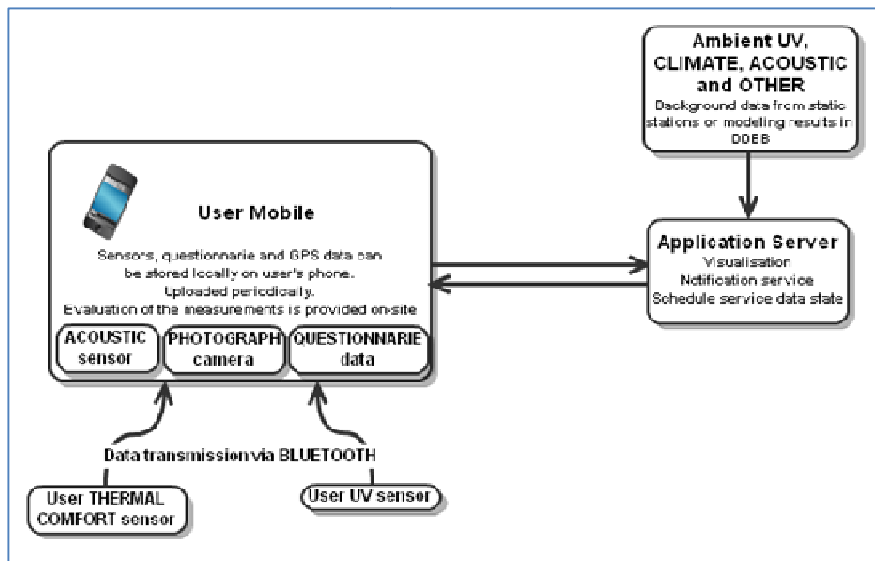 Ambient UV,
CLIMATE, ACOUSTIC
and OTHER
Background data from static
stations or modeling results in
User Mobile
Sensors, questionnarie and GPS data can
be stored locally on user's phone.
Uploaded periodically.
Evaluation of the measurements is provided on-site
ACOUSTIC
sensor
PHOTOGRAPH
camera
QUESTIONNARIE
data
Application Server
Visualisation
Notification service
Schedule service data state
Data transmission via BLUETOOTH
User THERMAL
COMFORT sensor
User UV sensor